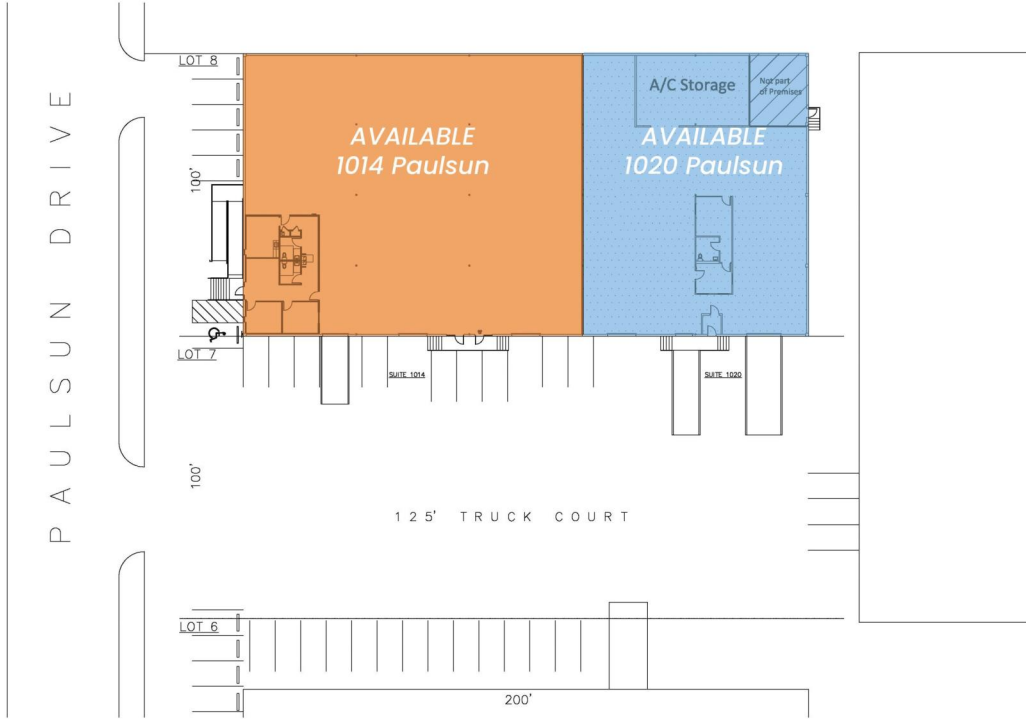 LOT 8
A/C Storage
Not part
of Premises
AVAILABLE
1014 Paulsun
AVAILABLE
1020 Paulsun
PAULSUN DRIVE
100'
LOT 7
SUITE 1014
SUITE 1020
100'
125' TRUCK COURT
LOT 6
200'